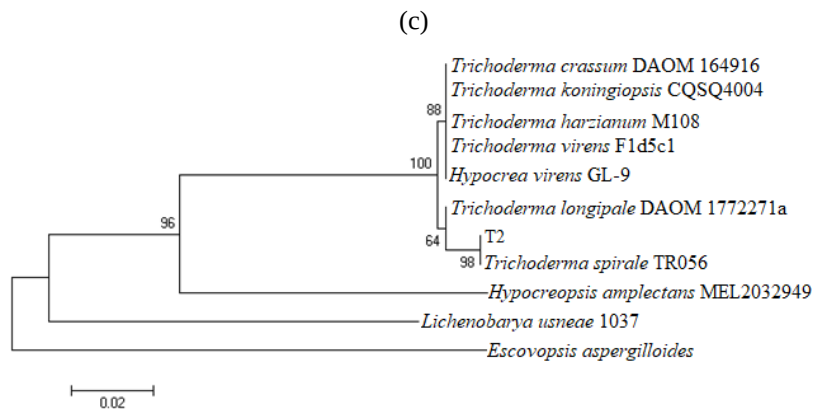 (c)
Trichoderma crassum DAOM 164916
Trichoderma koningiopsis CQSQ4004
88
Trichoderma harzianum M108
Trichoderma virens F1d5c1
100
Hypocrea virens GL-9
Trichoderma longipale DAOM 1772271a
96
64
T2
98
Trichoderma spirale TR056
Hypocreopsis amplectans MEL2032949
Lichenobarya usneae 1037
Escovopsis aspergilloides
0.02